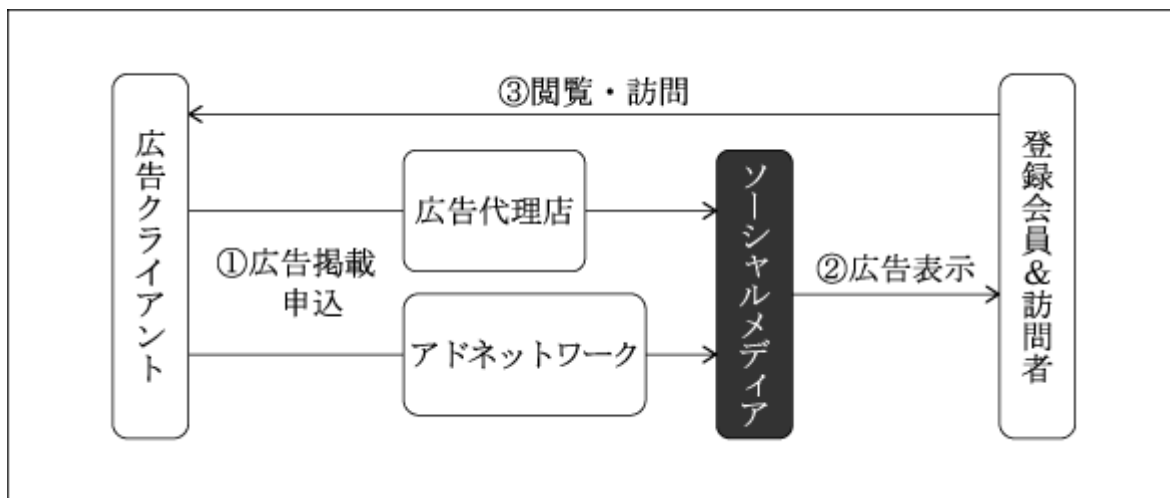 ③閲覧・訪問
広告クライアント
広告代理店
①広告掲載
申込
アドネットワーク
ソーシャルメディア
②広告表示
登録会員&訪問者